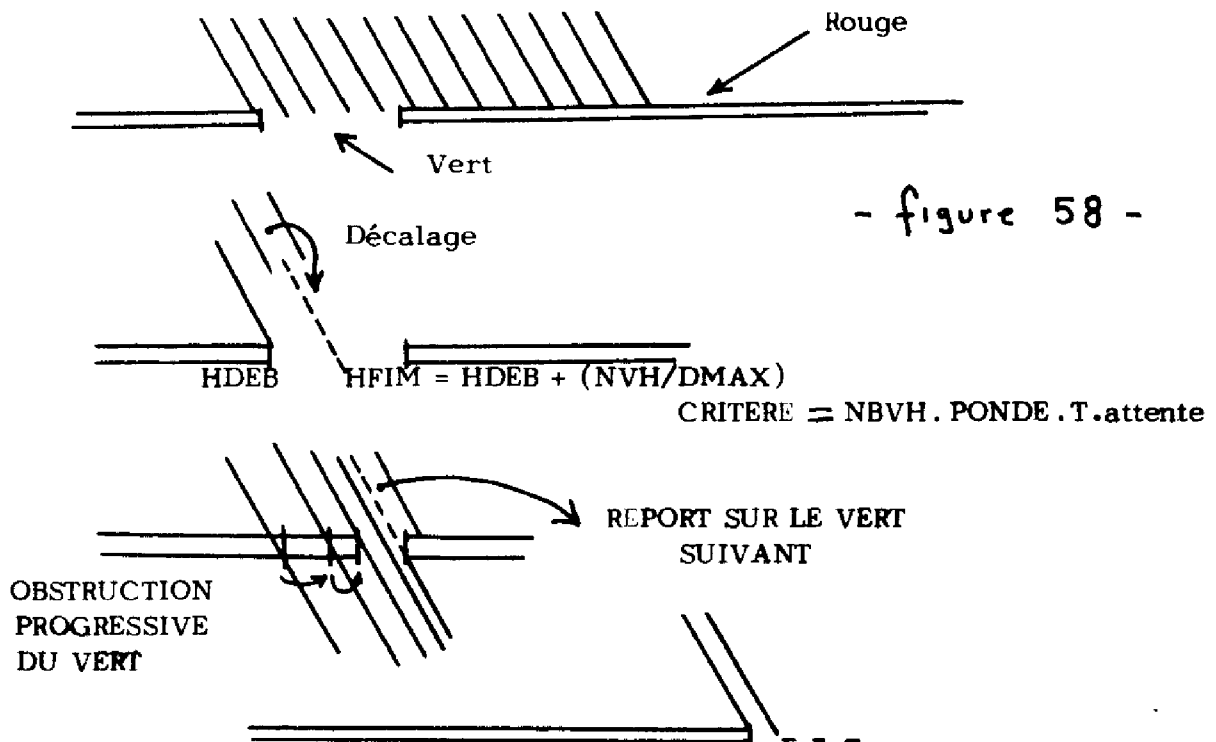 Rouge
Vert
- figure 58 -
Décalage
HDEB HFIM = HDEB + (NVH/DMAX)
CRITERE = NBVH. PONDE. T.attente
REPORT SUR LE VERT
SUIVANT
OBSTRUCTION
PROGRESSIVE
DU VERT